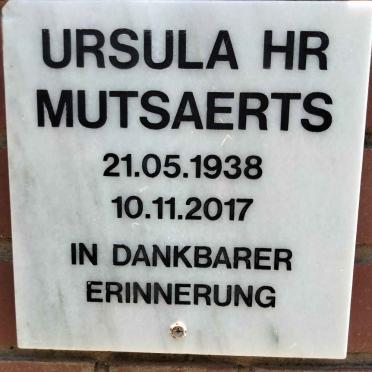 URSULA HR
MUTSAERTS
21.05.1938
10.11.2017
IN DANKBARER
ERINNERUNG